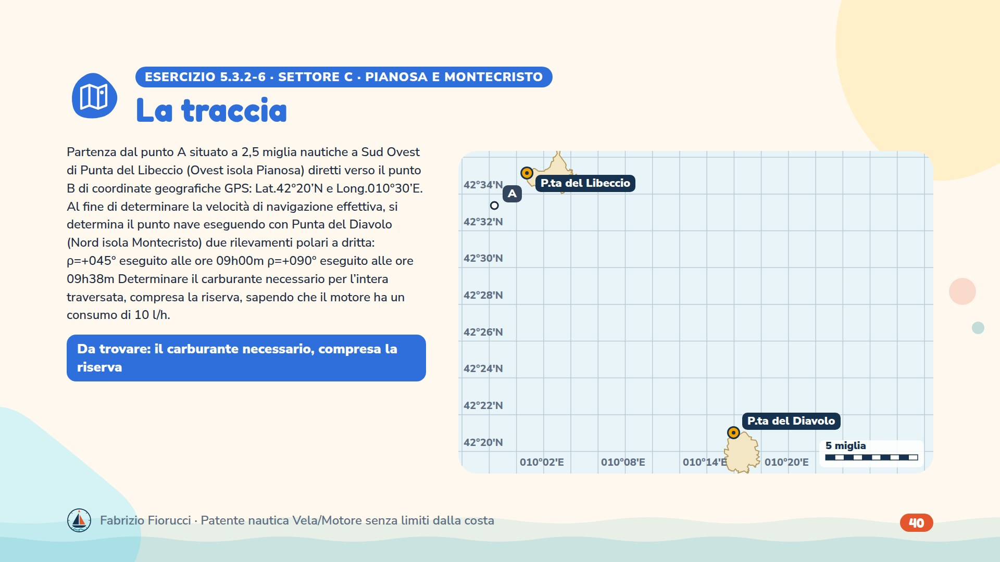 ESERCIZIO 5.3.2-6 · SETTORE C · PIANOSA E MONTECRISTO
La traccia
Partenza dal punto A situato a 2,5 miglia nautiche a Sud Ovest
di Punta del Libeccio (Ovest isola Pianosa) diretti verso il punto
B di coordinate geografiche GPS: Lat.42°20’N e Long.010°30’E.
Al fine di determinare la velocità di navigazione effettiva, si
determina il punto nave eseguendo con Punta del Diavolo
(Nord isola Montecristo) due rilevamenti polari a dritta:
ρ=+045° eseguito alle ore 09h00m ρ=+090° eseguito alle ore
09h38m Determinare il carburante necessario per l’intera
traversata, compresa la riserva, sapendo che il motore ha un
consumo di 10 l/h.
Da trovare: il carburante necessario, compresa la
riserva
P.ta del Libeccio
42°34'N
A
42°32'N
42°30'N
42°28'N
42°26'N
42°24'N
42°22'N
P.ta del Diavolo
42°20'N
5 miglia
010°02'E
010°08'E
010°14'E
010°20'E
Fabrizio Fiorucci · Patente nautica Vela/Motore senza limiti dalla costa
40